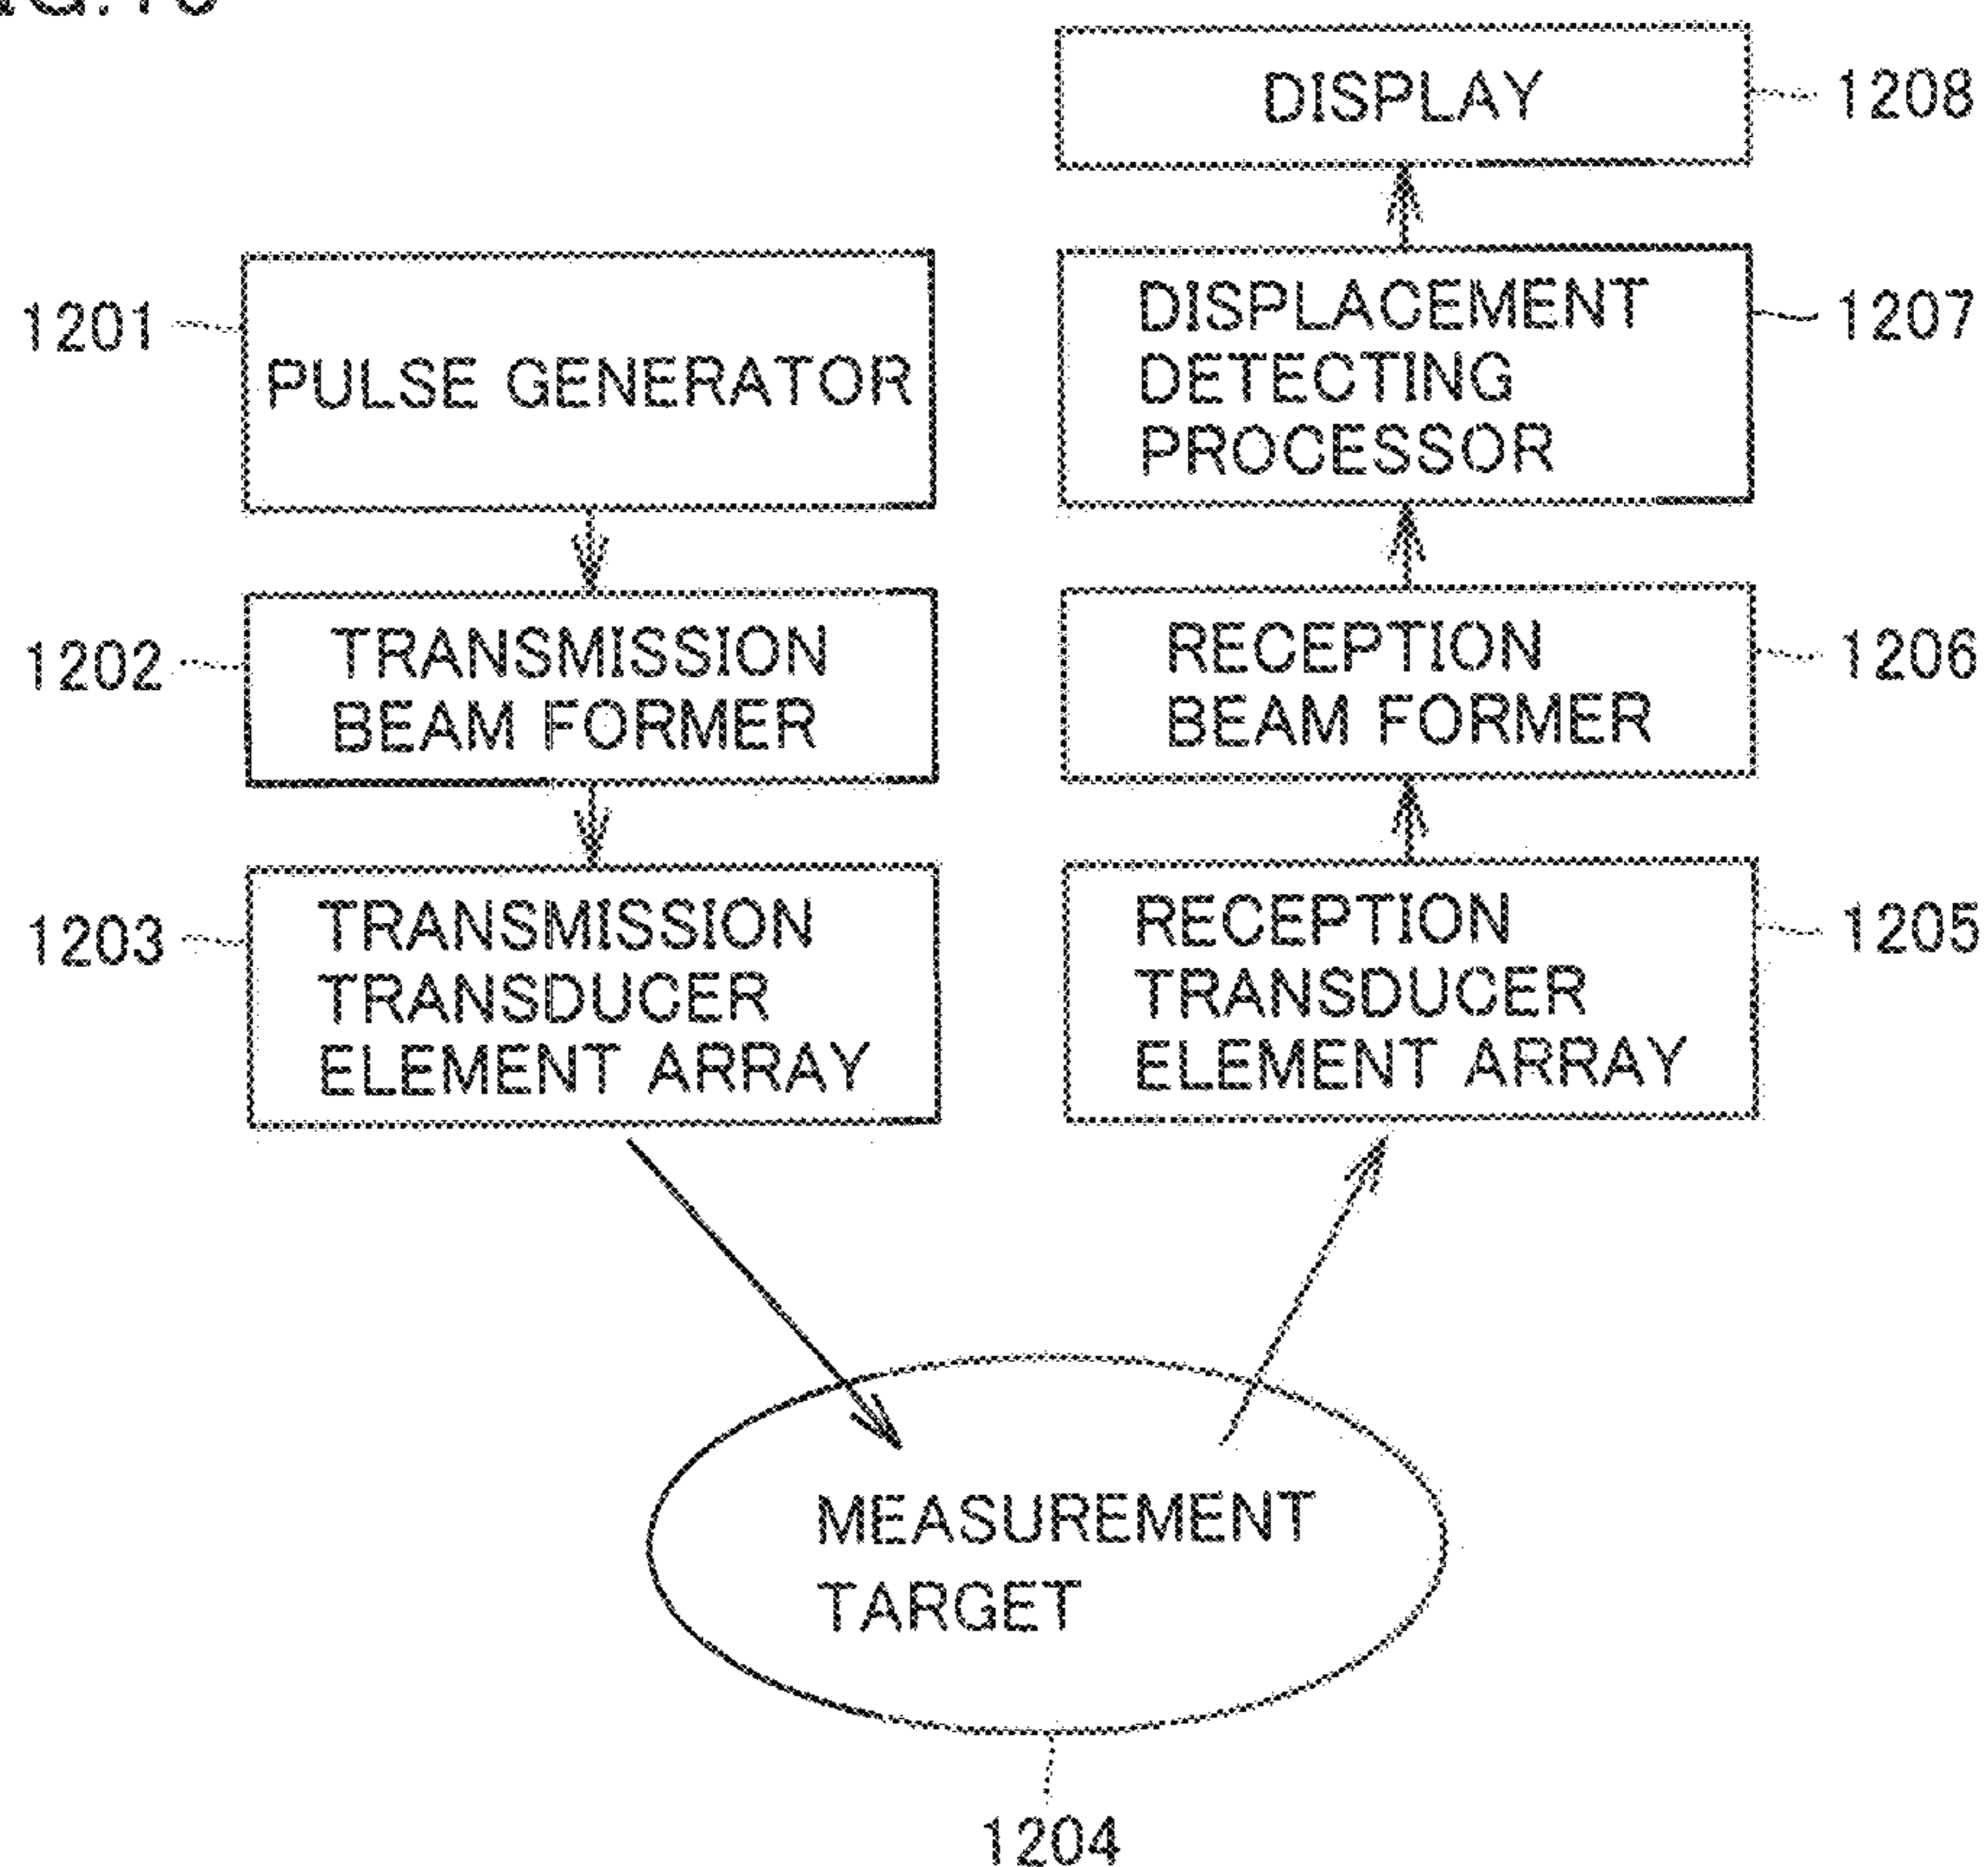 DISPLAY
1208
1201
PULSE GENERATOR
DISPLACEMENT
DETECTING
PROCESSOR
1207
1202
TRANSMISSION
BEAM FORMER
RECEPTION
BEAM FORMER
1206
1203
TRANSMISSION
TRANSDUCER
ELEMENT ARRAY
RECEPTION
TRANSDUCER
ELEMENT ARRAY
1205
MEASUREMENT
TARGET
1204